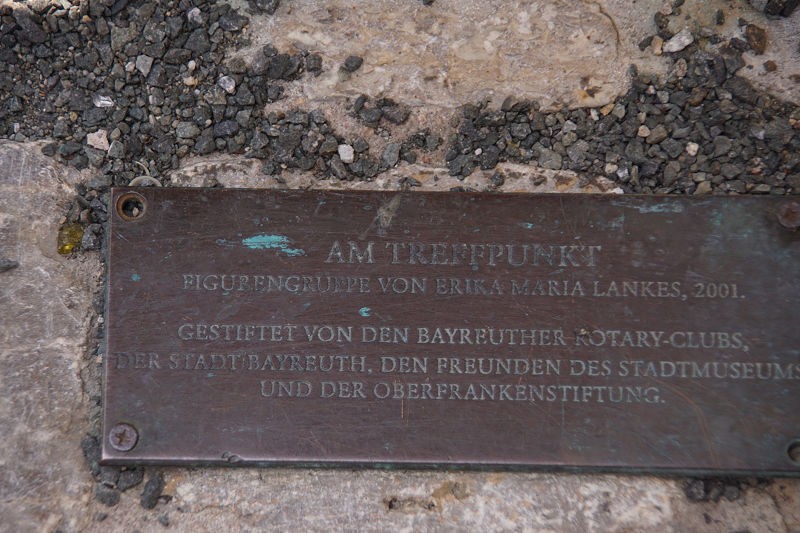 AM TREFFPUNKT
FIGURENGRUPPE VON ERIKA MARIA LANKES, 2001.
GESTIFTET VON DEN BAYREUTHER ROTARY-CLUBS,
DER STADT BAYREUTH, DEN FREUNDEN DES STADTMUSEUMS
UND DER OBERFRANKENSTIFTUNG.